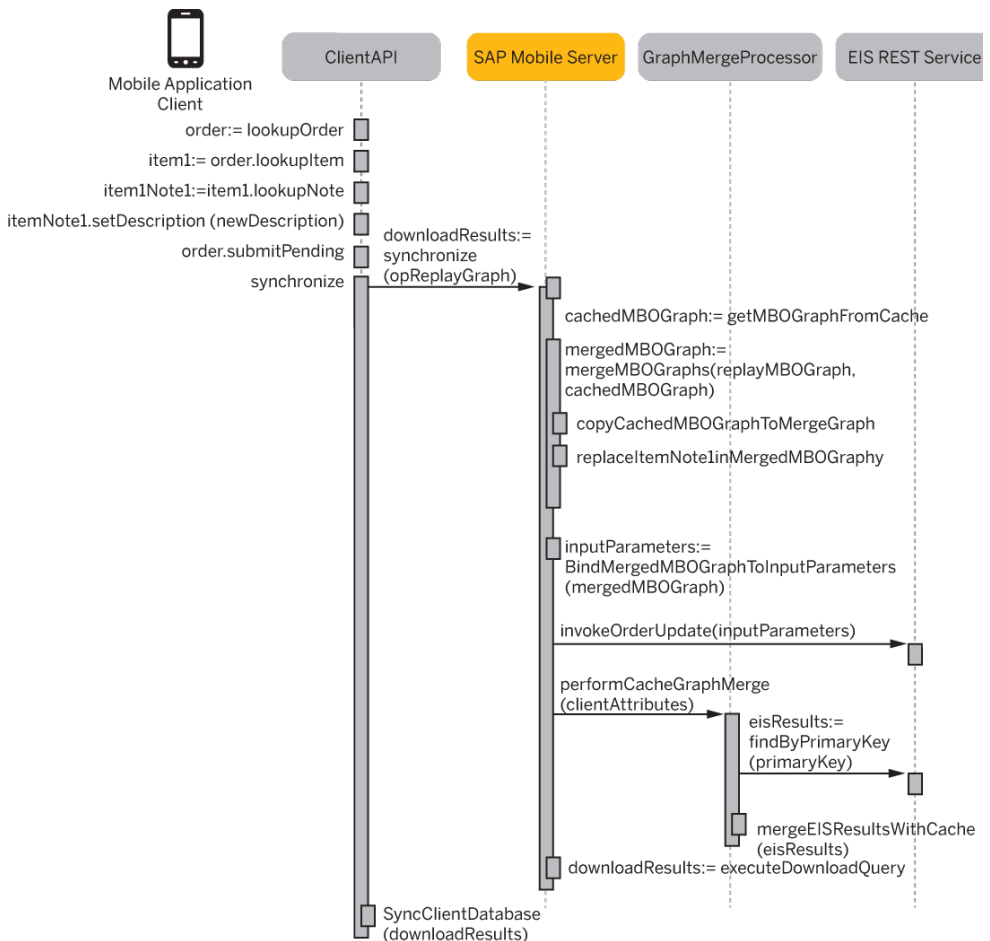 ClientAPI
SAP Mobile Server
GraphMergeProcessor
EIS REST Service
Mobile Application
Client
order:= lookupOrder
item1:= order.lookupItem
item1Note1:=item1.lookupNote
itemNote1.setDescription (newDescription)
order.submitPending
synchronize
downloadResults:=
synchronize
(opReplayGraph)
cachedMBOGraph:= getMBOGraphFromCache
mergedMBOGraph:=
mergeMBOGraphs(replayMBOGraph,
cachedMBOGraph)
copyCachedMBOGraphToMergeGraph
replaceItemNote1inMergedMBOGraphy
inputParameters:=
BindMergedMBOGraphToInputParameters
(mergedMBOGraph)
invokeOrderUpdate(inputParameters)
performCacheGraphMerge
(clientAttributes)
eisResults:=
findByPrimaryKey
(primaryKey)
mergeEISResultsWithCache
(eisResults)
downloadResults:= executeDownloadQuery
SyncClientDatabase
(downloadResults)